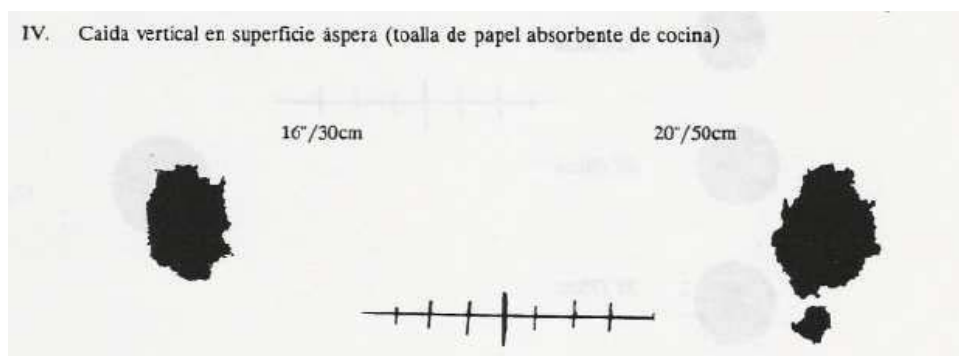 IV. Caida vertical en superficie áspera (toalla de papel absorbente de cocina)
16"/30cm
20"/50cm